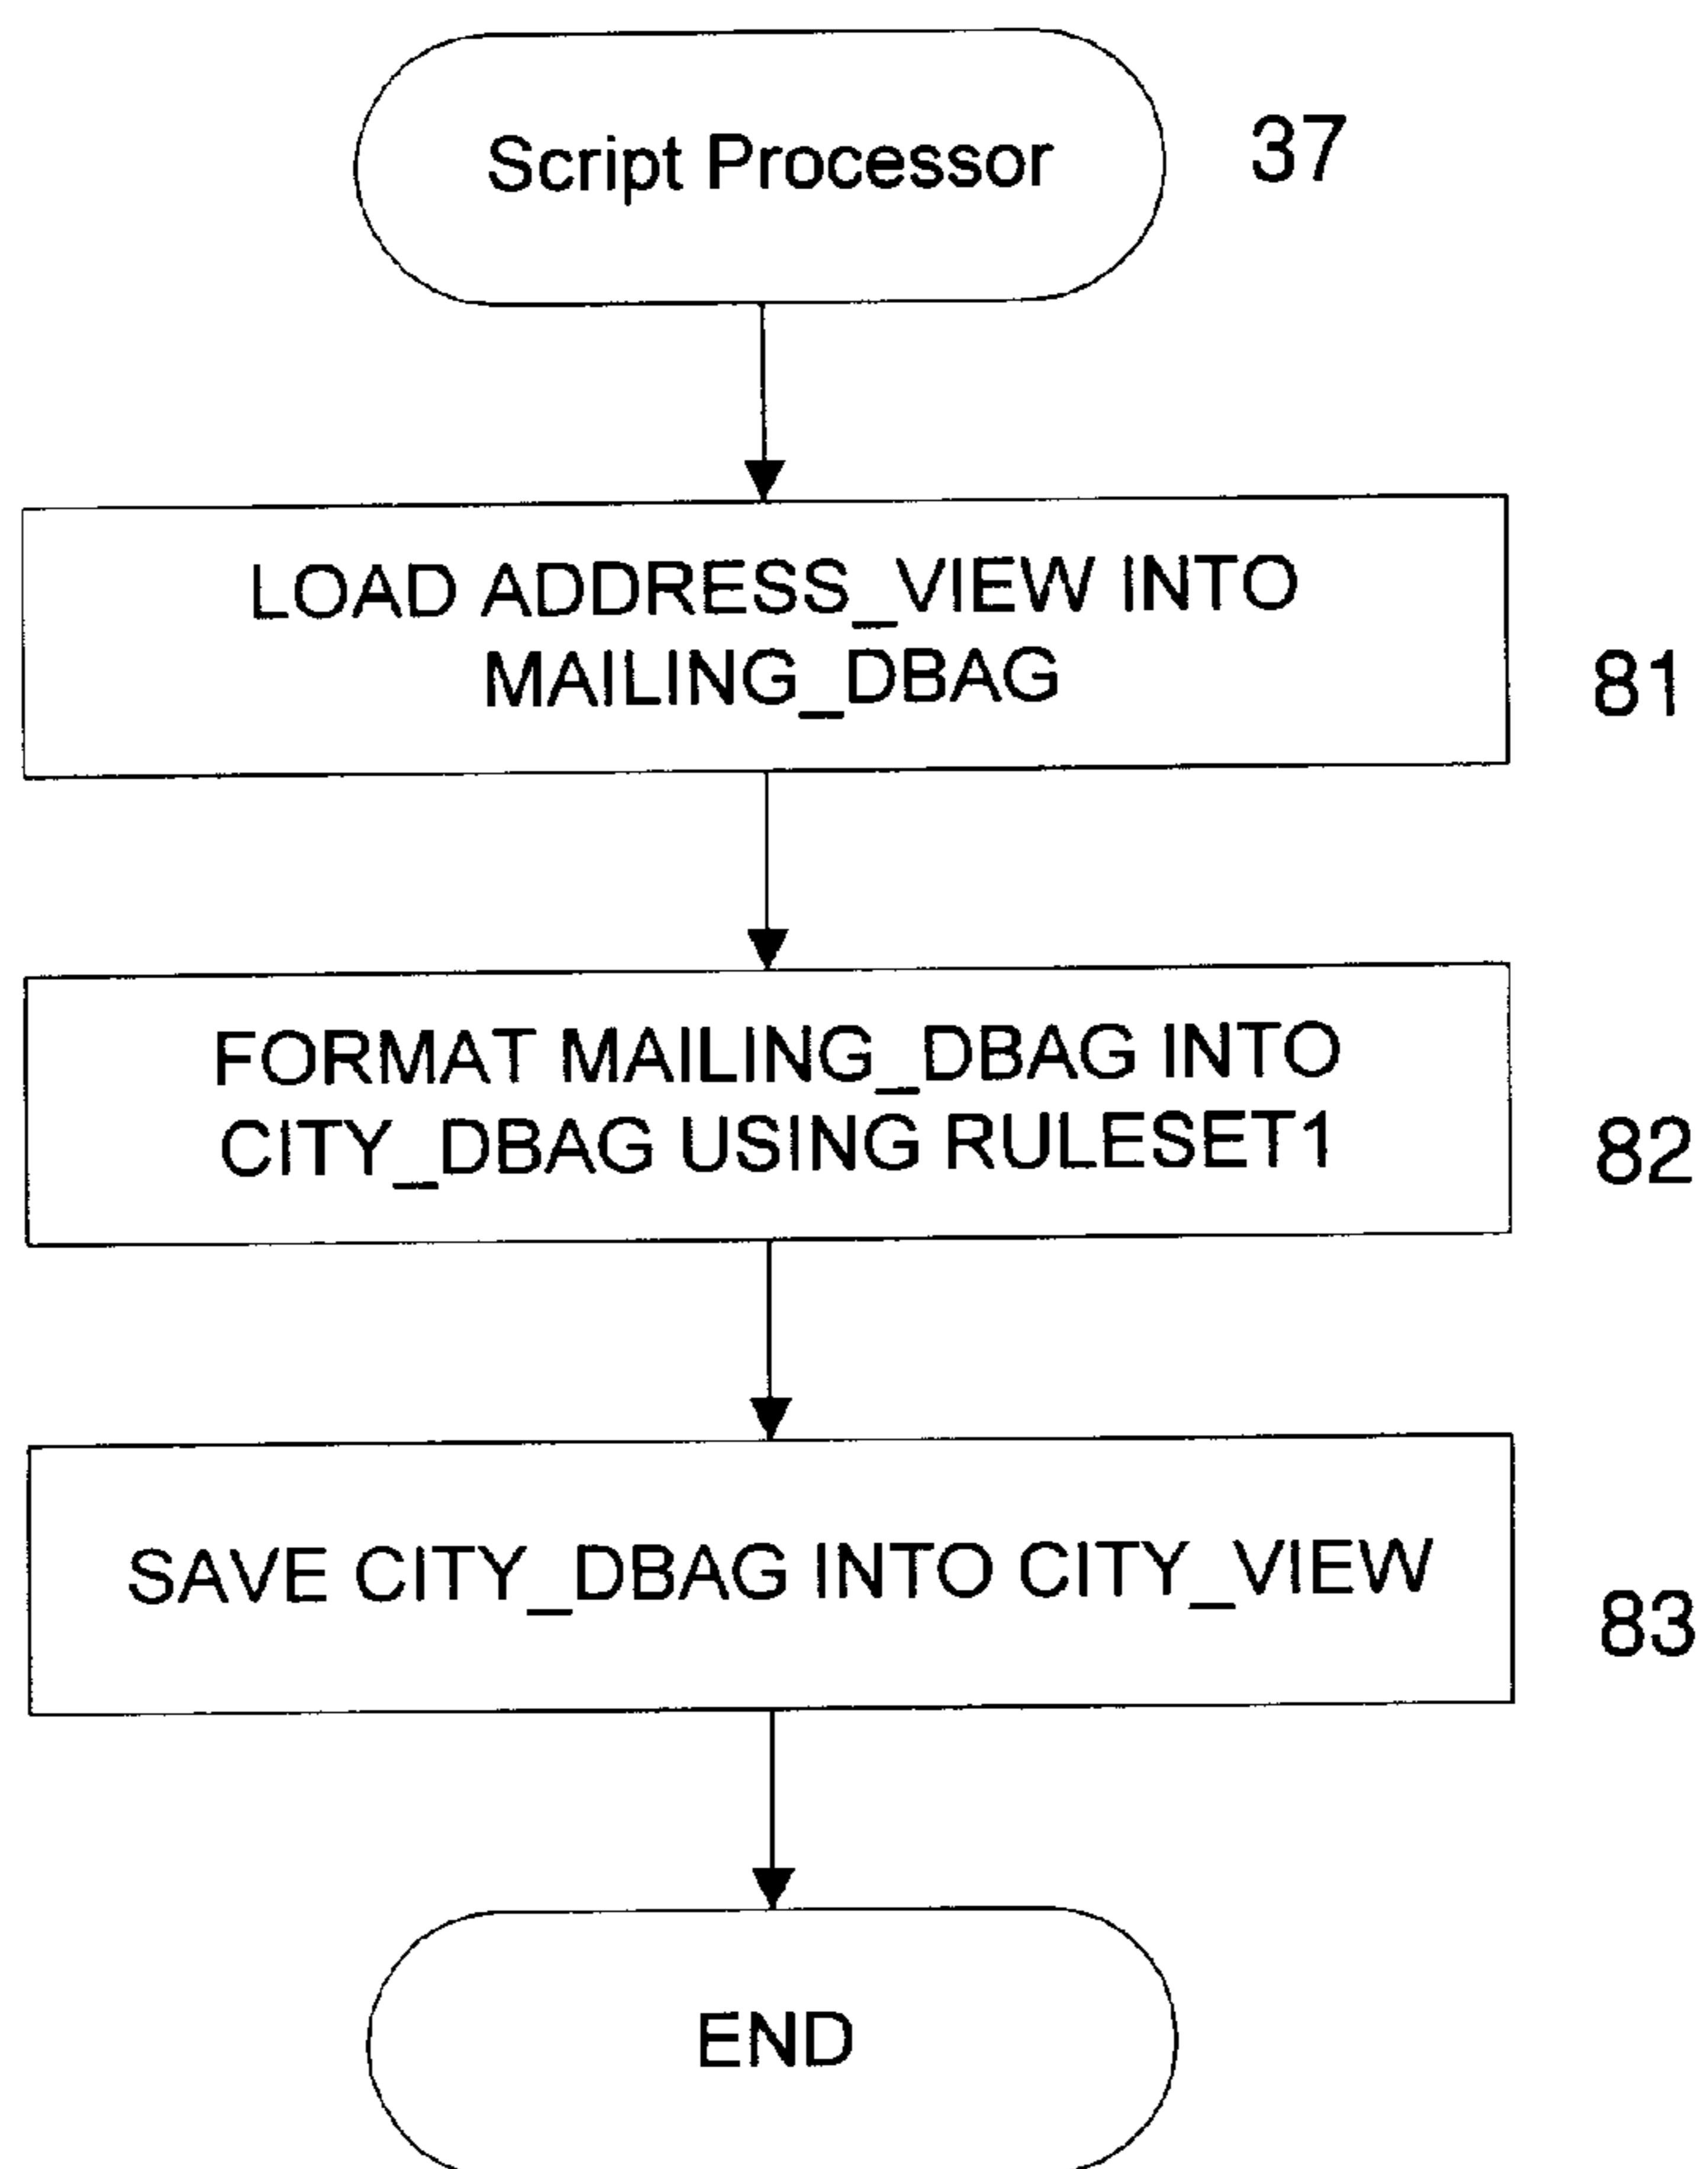 Script Processor
37
LOAD ADDRESS_VIEW INTO
MAILING_DBAG
81
FORMAT MAILING_DBAG INTO
CITY_DBAG USING RULESET1
82
SAVE CITY_DBAG INTO CITY_VIEW
83
END